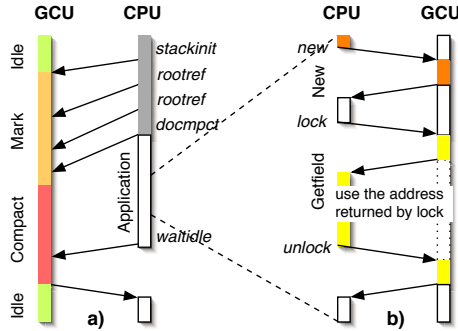 GCU CPU
Idle
Mark
Compact
Idle
stackinit
rootref
rootref
docmpct
Application
waitidle
a)
CPU GCU
new
New
lock
Getfield
use the address
returned by lock
unlock
b)